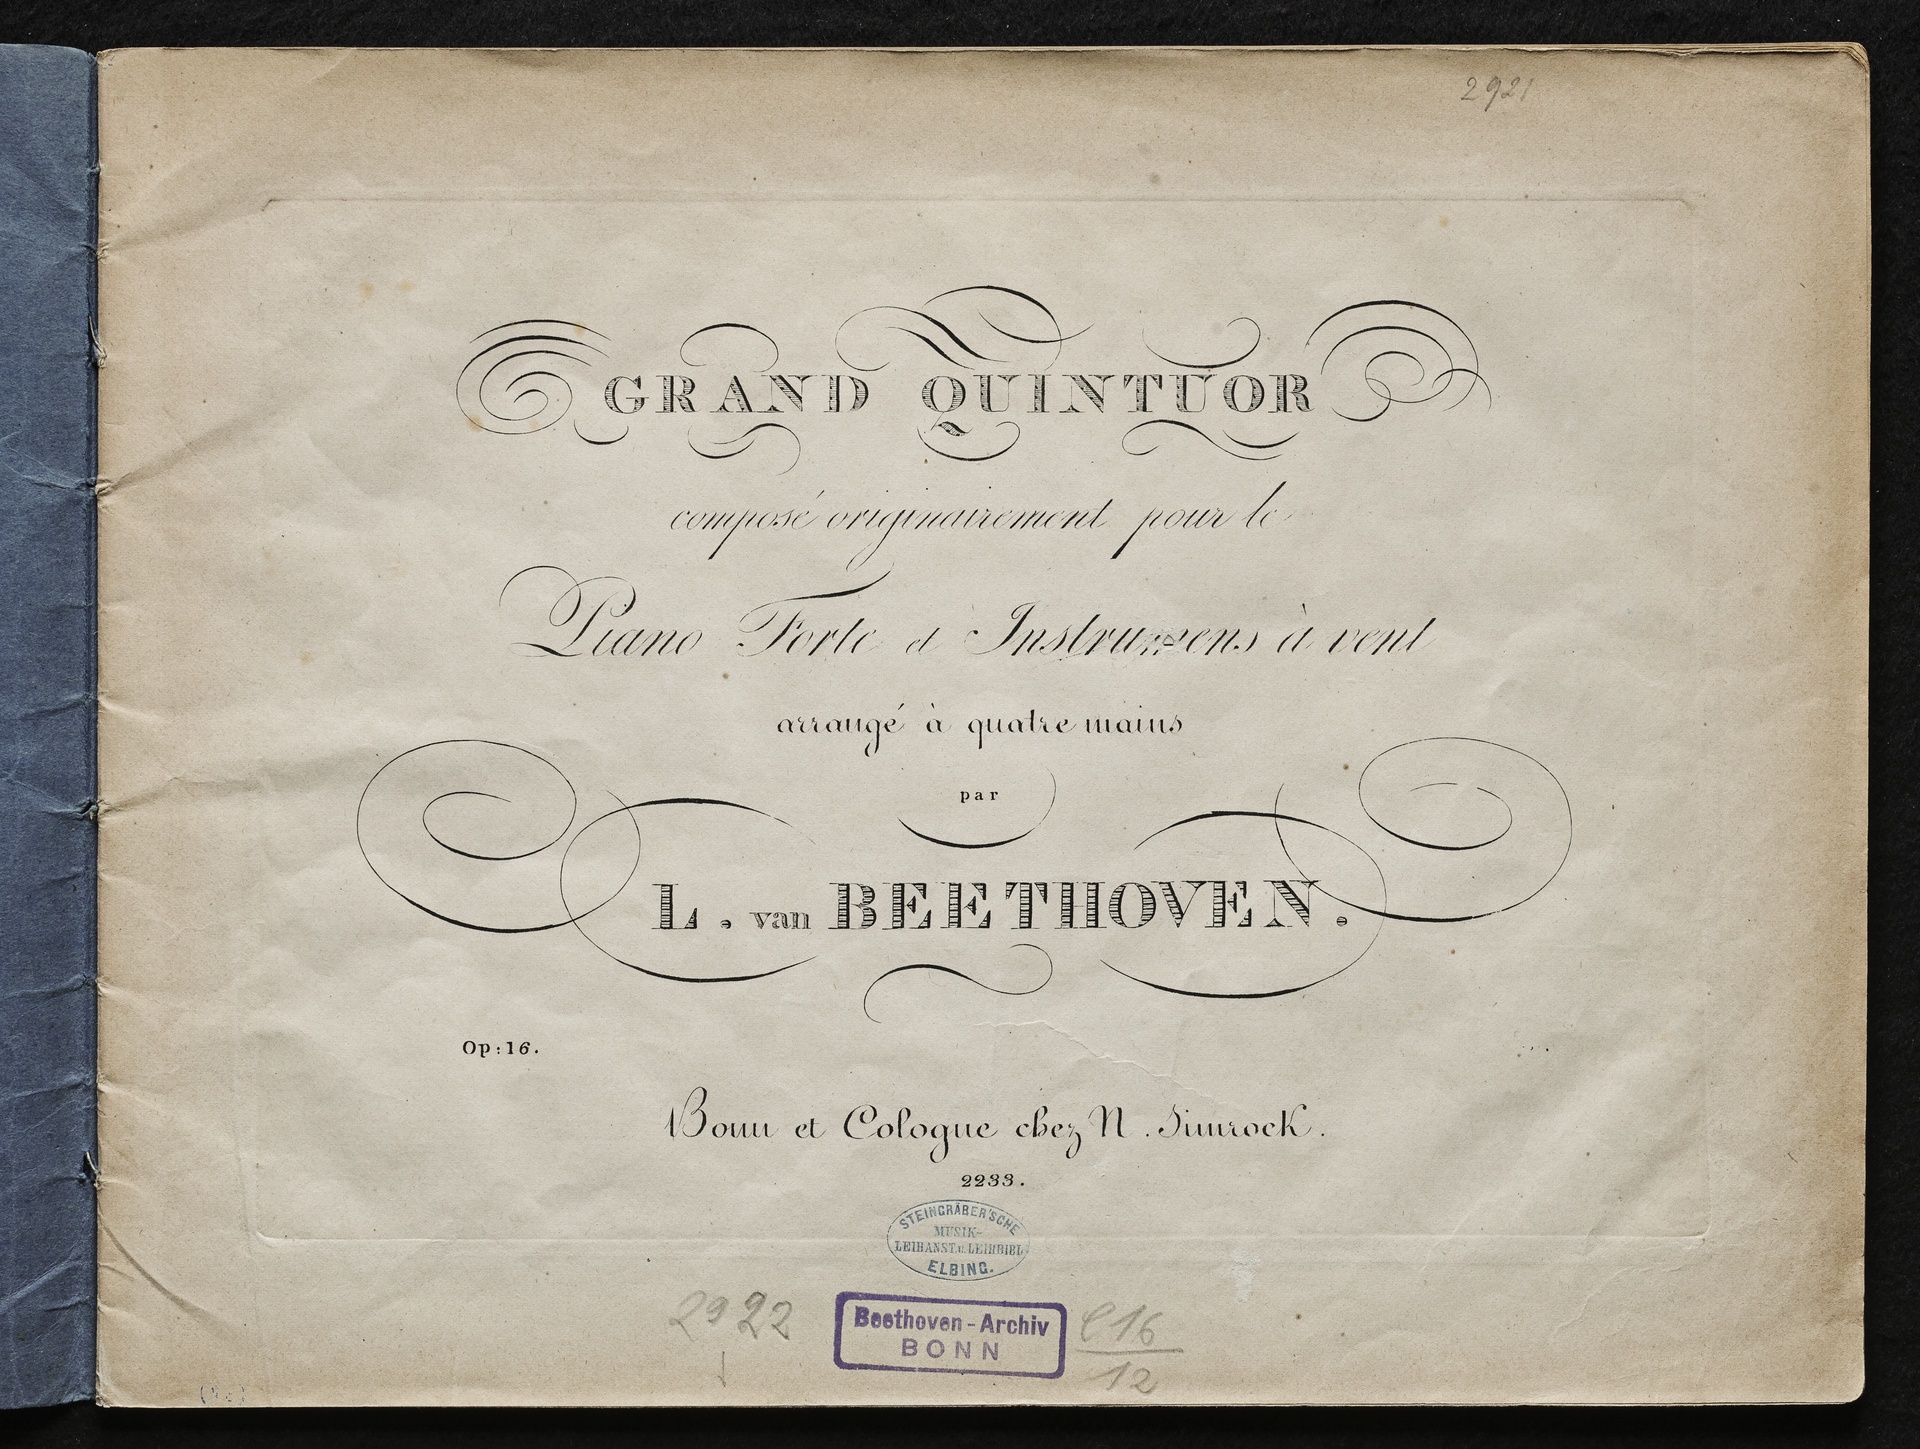 2921
GRAND QUINTUOR
composé originairement pour le
Piano Forte et Instrumens à vent
arrangé à quatre mains
par
L. van BEETHOVEN.
Op: 16.
Bonn et Cologne chez N. Simrock.
2233.
STEINGRÄBER'SCHE
MUSIK-
LEIHANST. u. LEIHBIBL.
ELBING.
2922
Beethoven-Archiv
BONN
C16
12